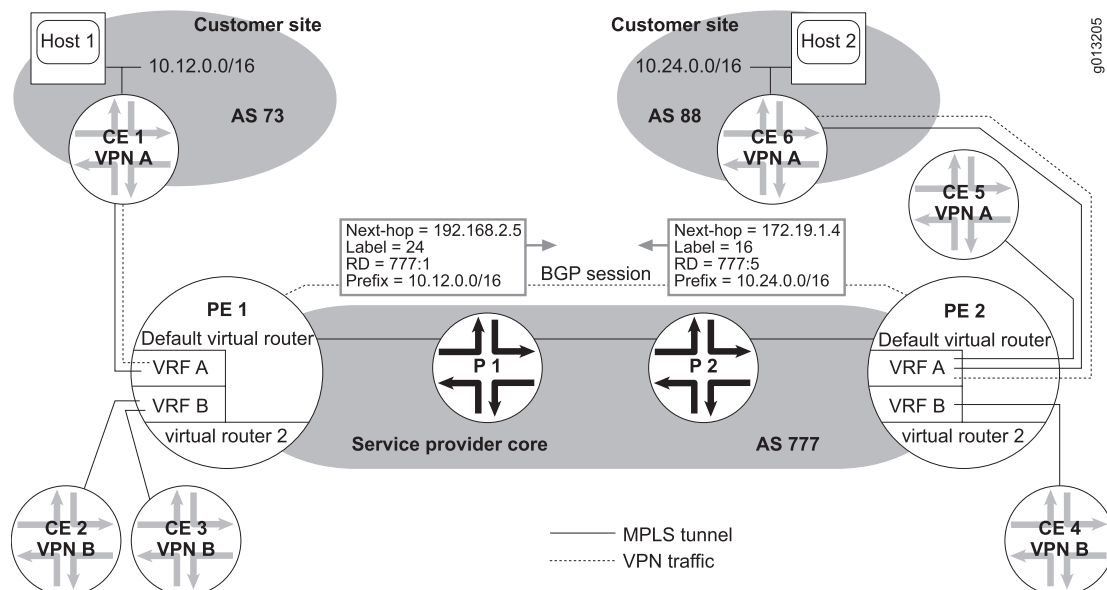 Customer site
Host 1
10.12.0.0/16
AS 73
CE 1
VPN A
Customer site
Host 2
10.24.0.0/16
AS 88
CE 6
VPN A
g013205
CE 5
VPN A
Next-hop = 192.168.2.5
Label = 24
RD = 777:1
Prefix = 10.12.0.0/16
BGP session
Next-hop = 172.19.1.4
Label = 16
RD = 777:5
Prefix = 10.24.0.0/16
PE 1
Default virtual router
VRF A
VRF B
virtual router 2
P 1
P 2
Service provider core
AS 777
PE 2
Default virtual router
VRF A
VRF B
virtual router 2
CE 2
VPN B
CE 3
VPN B
MPLS tunnel
VPN traffic
CE 4
VPN B